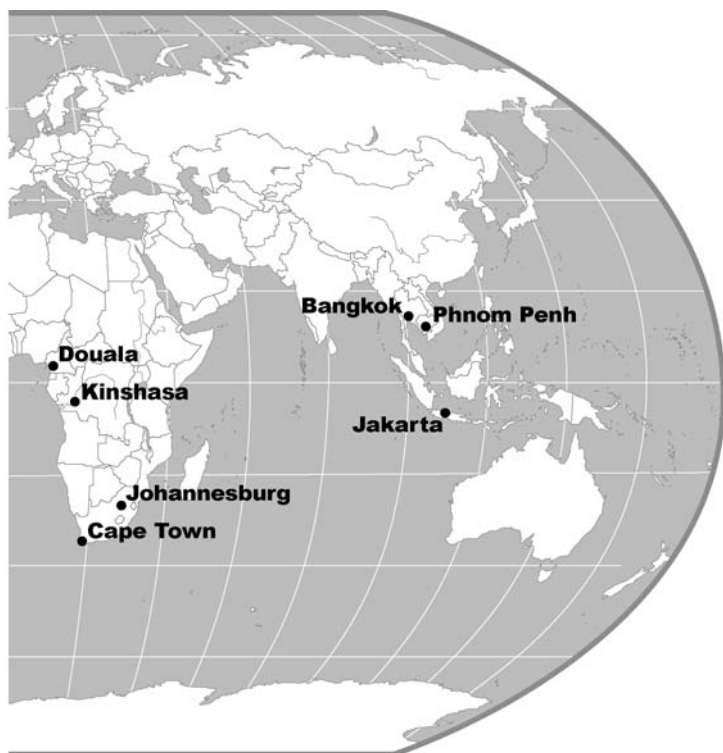 Bangkok
Phnom Penh
Douala
Kinshasa
Jakarta
Johannesburg
Cape Town